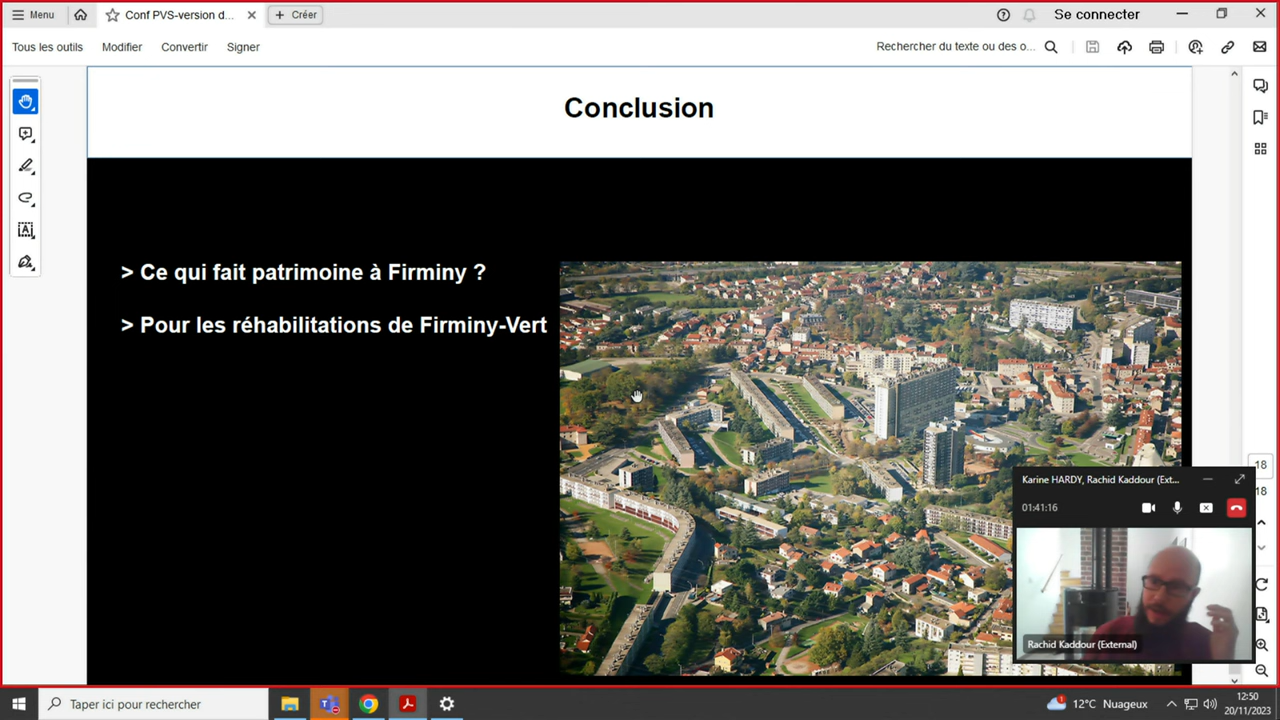 Menu
Conf PVS-version d...
Créer
Se connecter
Tous les outils
Modifier
Convertir
Signer
Rechercher du texte ou des o...
Conclusion
> Ce qui fait patrimoine à Firminy ?
> Pour les réhabilitations de Firminy-Vert
18
18
Karine HARDY, Rachid Kaddour (Ext...
01:41:16
Rachid Kaddour (External)
Taper ici pour rechercher
1
12°C Nuageux
12:50
20/11/2023